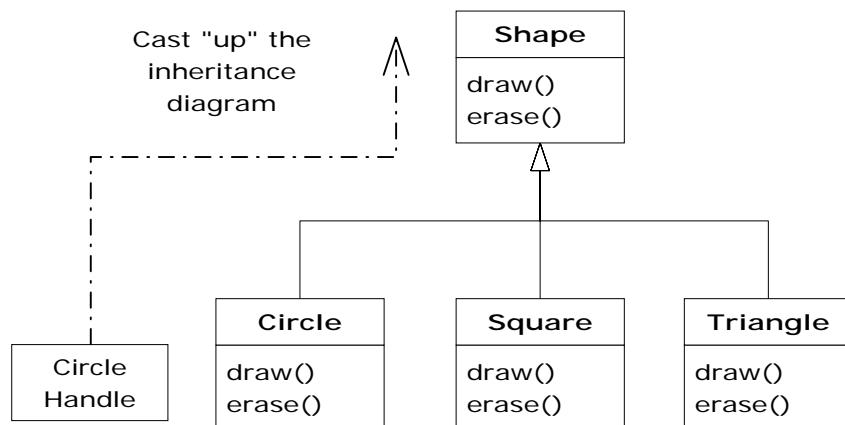 Cast "up" the
inheritance
diagram
Shape
draw()
erase()
Circle
Handle
Circle
draw()
erase()
Square
draw()
erase()
Triangle
draw()
erase()